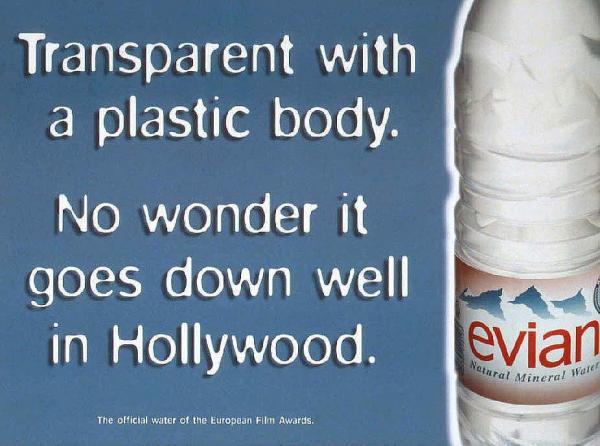 Transparent with
a plastic body.
No wonder it
goes down well
in Hollywood.
The official water of the European Film Awards.
evian
Natural Mineral Water